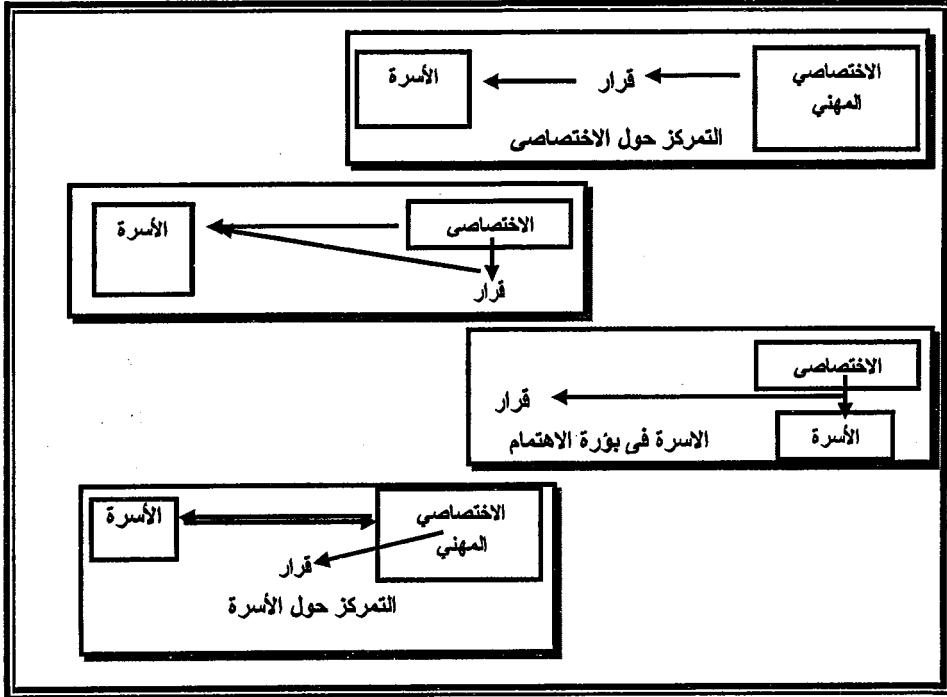 الاختصاصي
المهني
قرار
الأسرة
التمركز حول الاختصاصى
الاختصاصى
الأسرة
قرار
الاختصاصى
قرار
الأسرة
الاسرة فى بؤرة الاهتمام
الاختصاصي
المهني
الأسرة
قرار
التمركز حول الأسرة